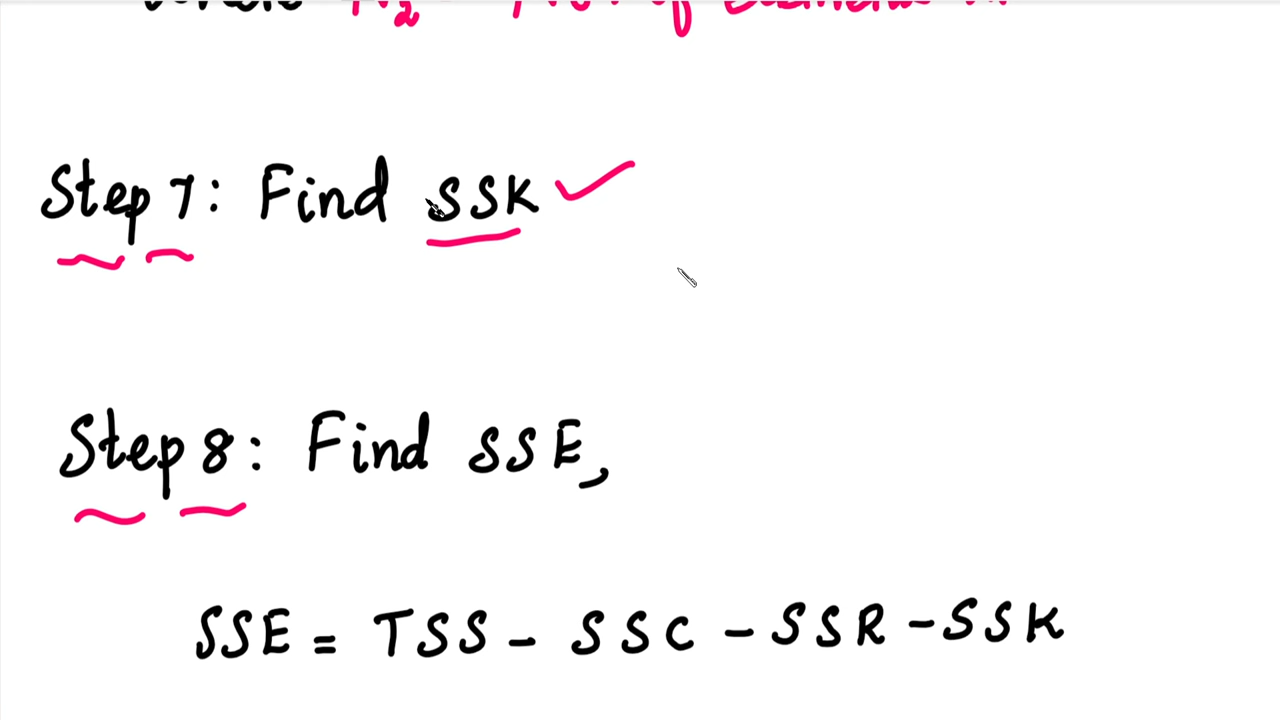 Step 7: Find SSK
Step 8: Find SSE,
SSE = TSS - SSC - SSR - SSK